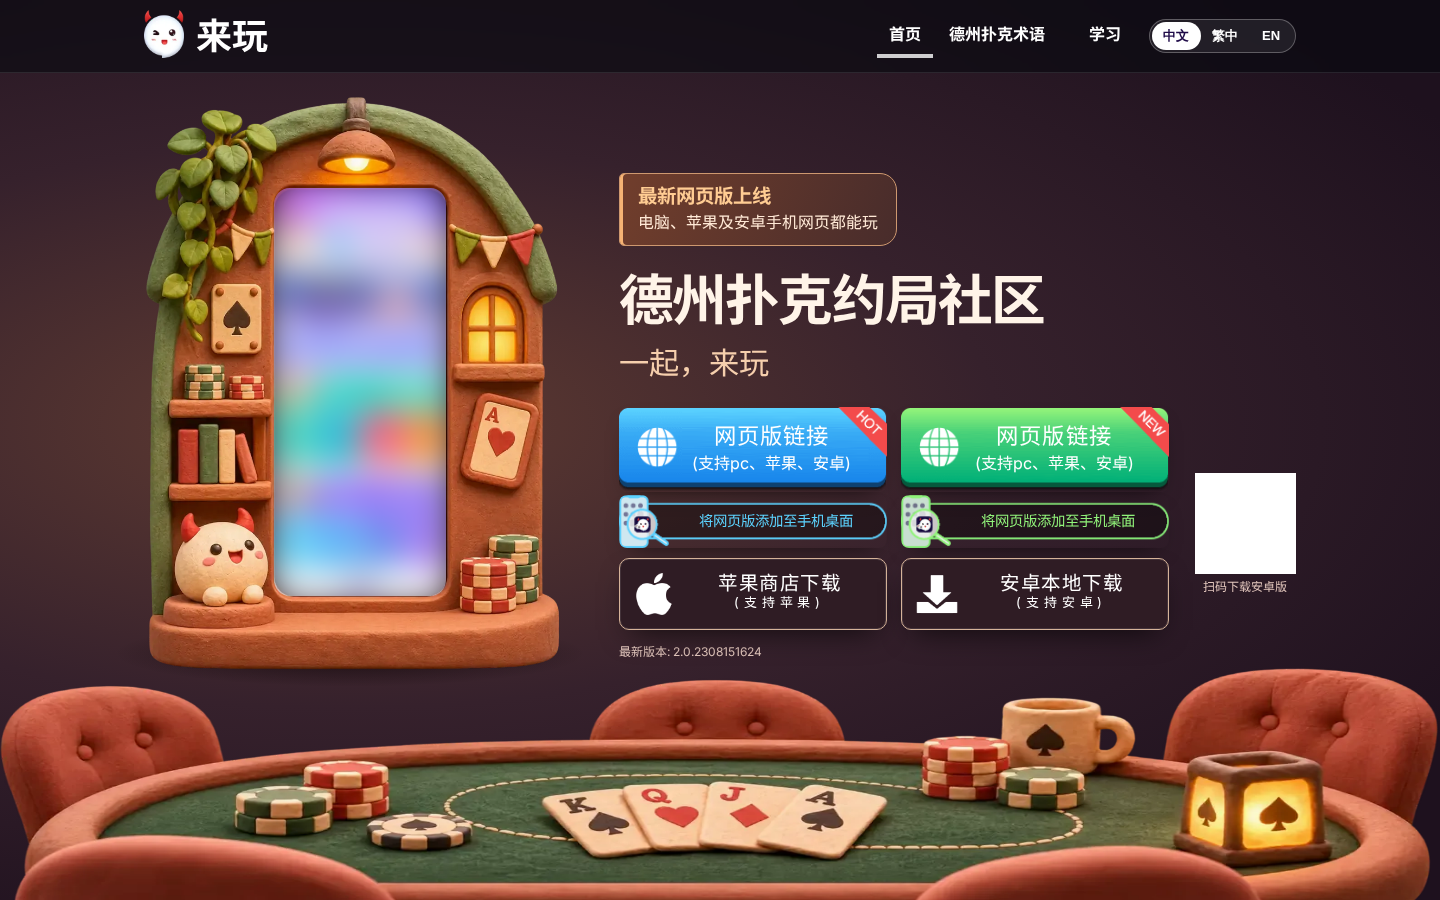 来玩
首页
德州扑克术语
学习
中文
繁中
EN
最新网页版上线
电脑、苹果及安卓手机网页都能玩
德州扑克约局社区
一起，来玩
网页版链接
(支持pc、苹果、安卓)
HOT
网页版链接
(支持pc、苹果、安卓)
NEW
将网页版添加至手机桌面
将网页版添加至手机桌面
苹果商店下载
(支持苹果)
安卓本地下载
(支持安卓)
扫码下载安卓版
最新版本: 2.0.2308151624
A
K
Q
J
A